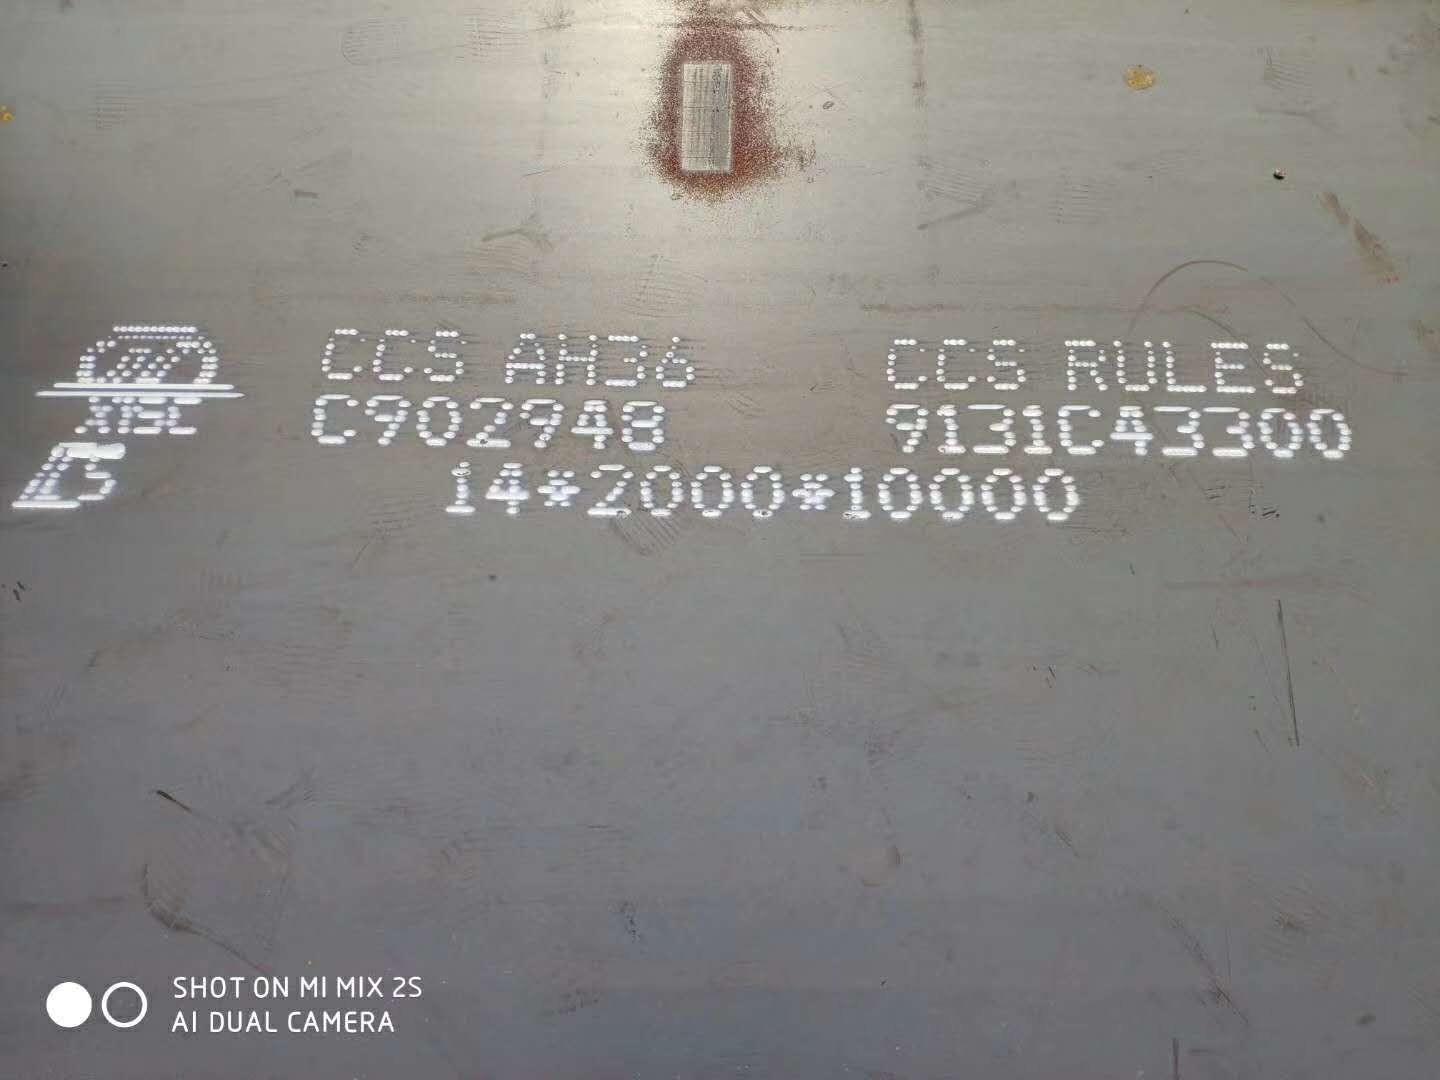 CCS AH36 CCS RULES
C902948 9131C43300
14*2000*10000
SHOT ON MI MIX 2S
AI DUAL CAMERA